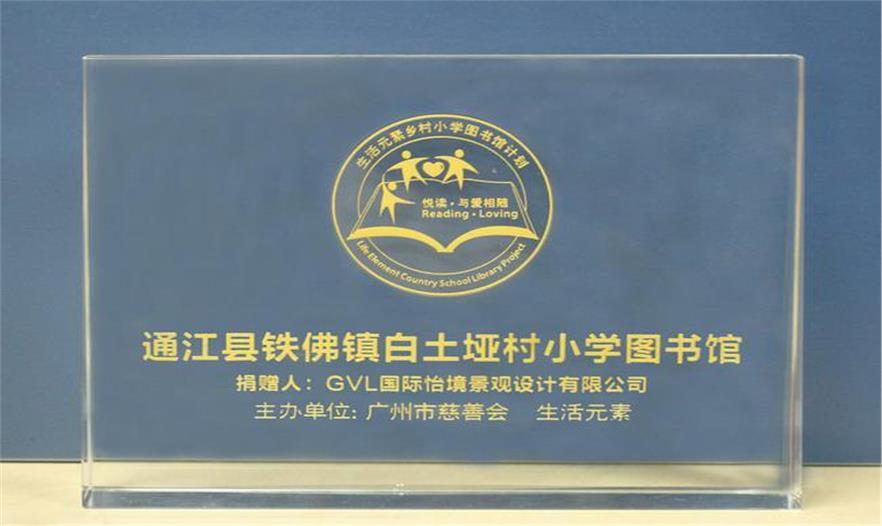 生活元素乡村小学图书馆计划
悦读·与爱相随
Reading·Loving
Life Element Country School Library Project
通江县铁佛镇白土垭村小学图书馆
捐赠人：GVL国际怡境景观设计有限公司
主办单位: 广州市慈善会 生活元素